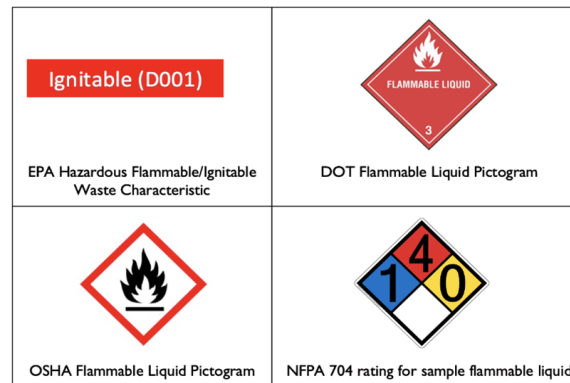 Ignitable (D001)
EPA Hazardous Flammable/Ignitable
Waste Characteristic
FLAMMABLE LIQUID
3
DOT Flammable Liquid Pictogram
OSHA Flammable Liquid Pictogram
4
1 0
NFPA 704 rating for sample flammable liquid